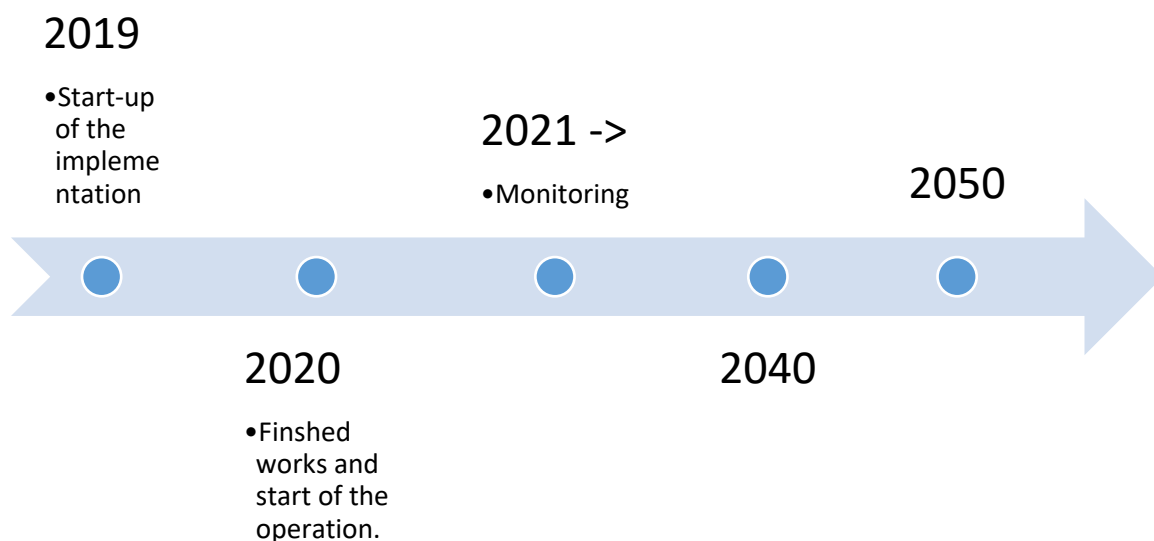 2019
•Start-up
of the
impleme
ntation
2020
•Finshed
works and
start of the
operation.
2021 ->
•Monitoring
2040
2050